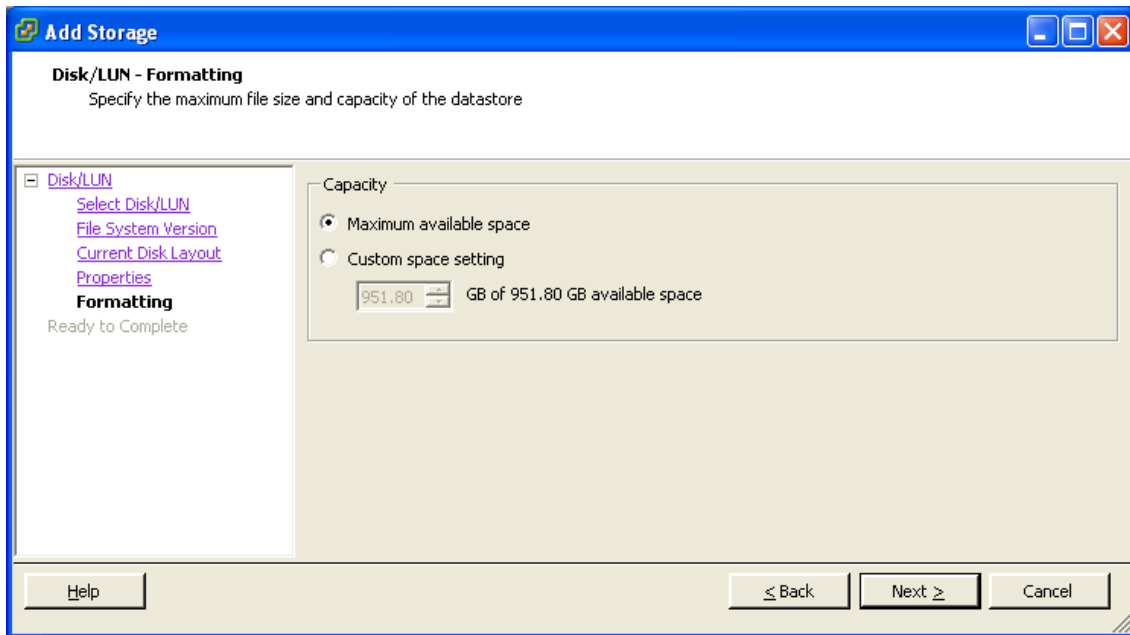 Add Storage
Disk/LUN - Formatting
Specify the maximum file size and capacity of the datastore
Disk/LUN
Select Disk/LUN
File System Version
Current Disk Layout
Properties
Formatting
Ready to Complete
Capacity
Maximum available space
Custom space setting
951.80 GB of 951.80 GB available space
Help
< Back
Next >
Cancel